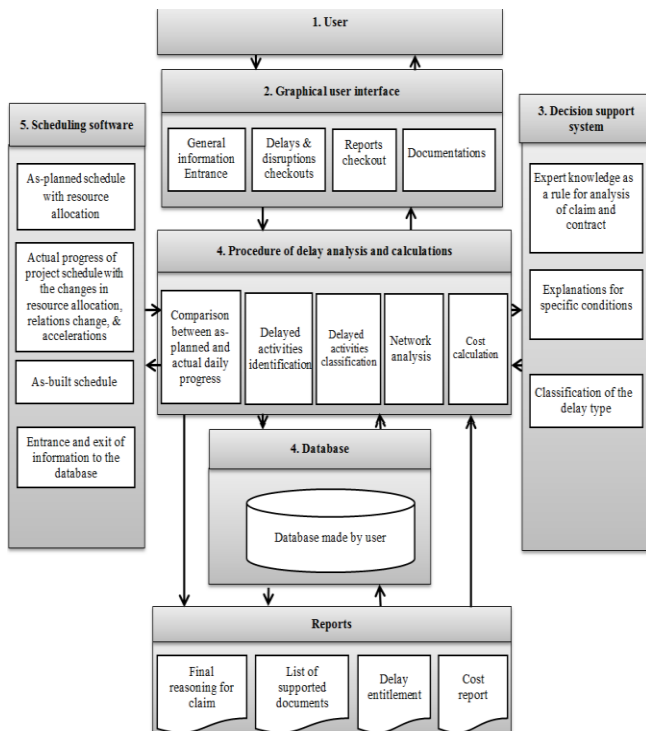 1. User
2. Graphical user interface
General
information
Entrance
Delays &
disruptions
checkouts
Reports
checkout
Documentations
5. Scheduling software
As-planned schedule
with resource
allocation
Actual progress of
project schedule with
the changes in
resource allocation,
relations change, &
accelerations
As-built schedule
Entrance and exit of
information to the
database
3. Decision support
system
Expert knowledge as
a rule for analysis
of claim and
contract
Explanations for
specific conditions
Classification of the
delay type
4. Procedure of delay analysis and calculations
Comparison
between as-
planned and
actual daily
progress
Delayed
activities
identification
Delayed
activities
classification
Network
analysis
Cost
calculation
4. Database
Database made by user
Reports
Final
reasoning for
claim
List of
supported
documents
Delay
entitlement
Cost
report